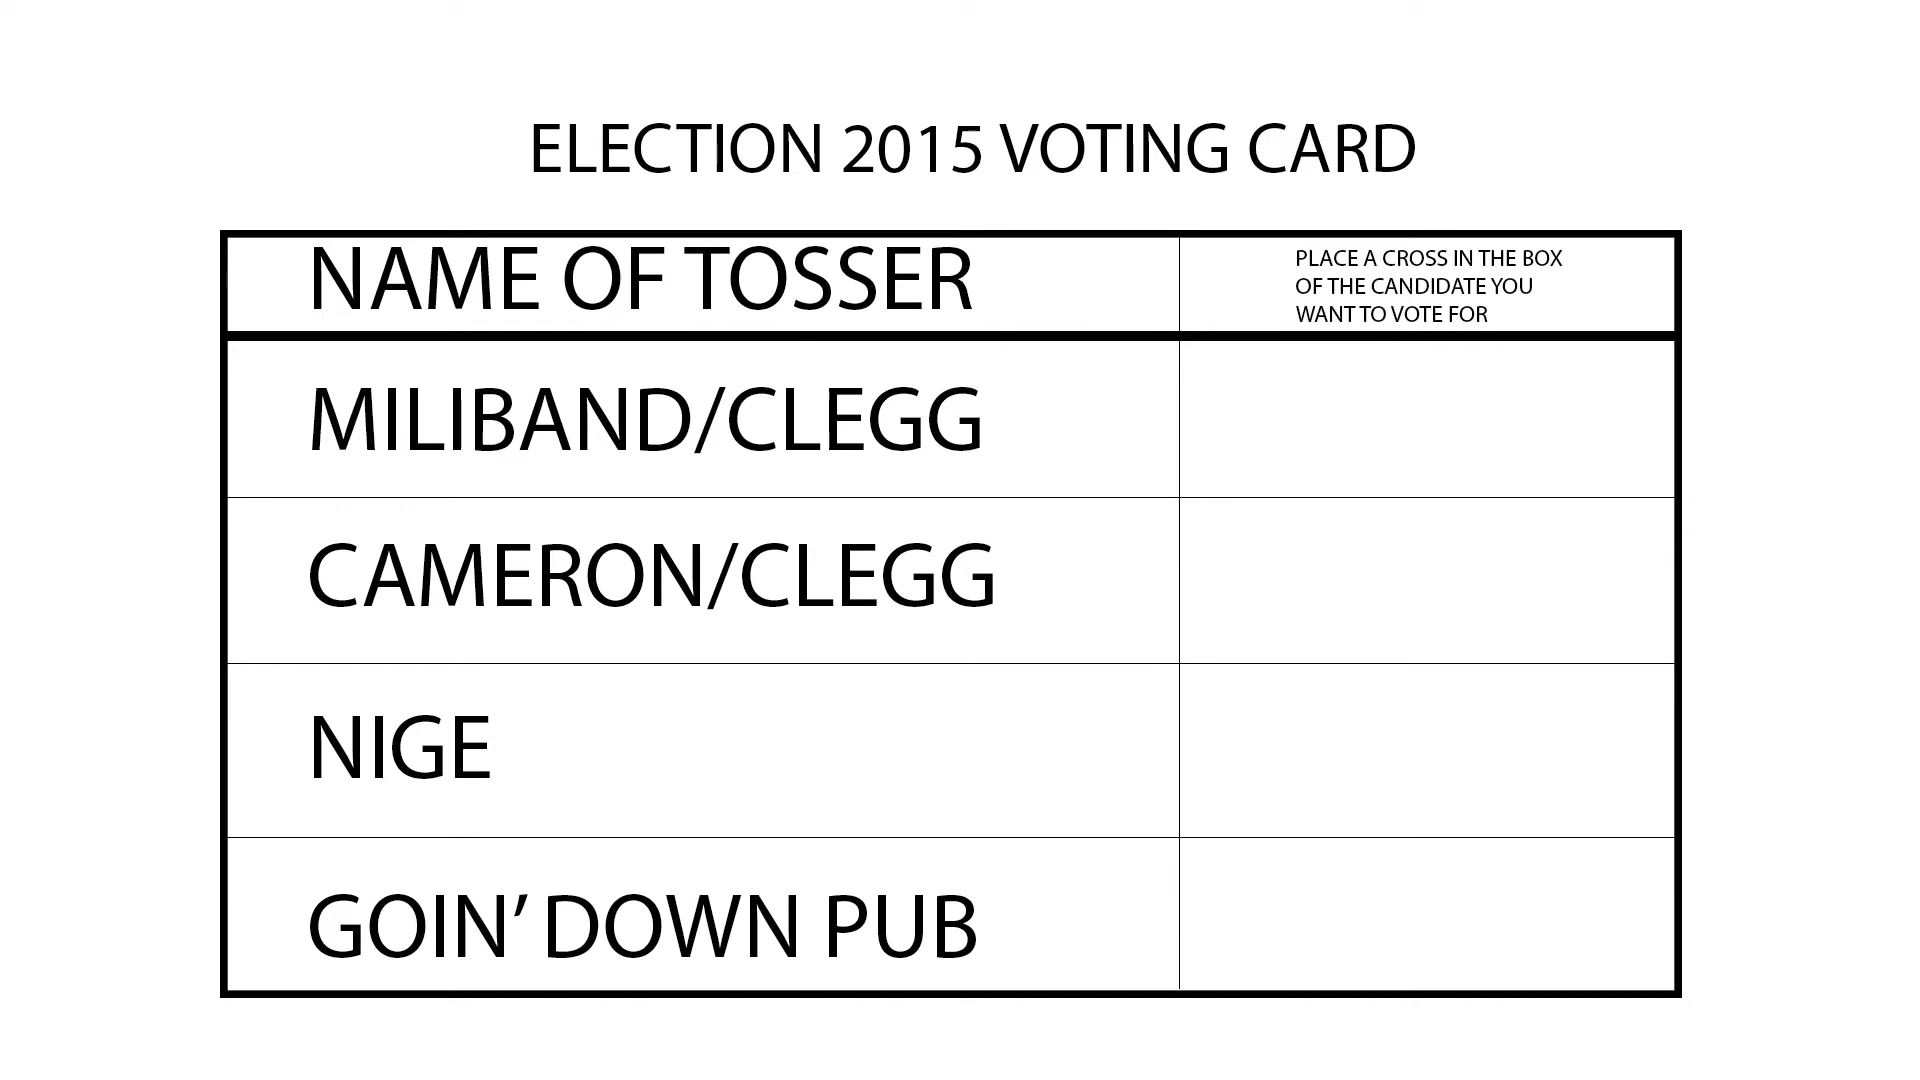 ELECTION 2015 VOTING CARD
NAME OF TOSSER
PLACE A CROSS IN THE BOX
OF THE CANDIDATE YOU
WANT TO VOTE FOR
MILIBAND/CLEGG
CAMERON/CLEGG
NIGE
GOIN’ DOWN PUB